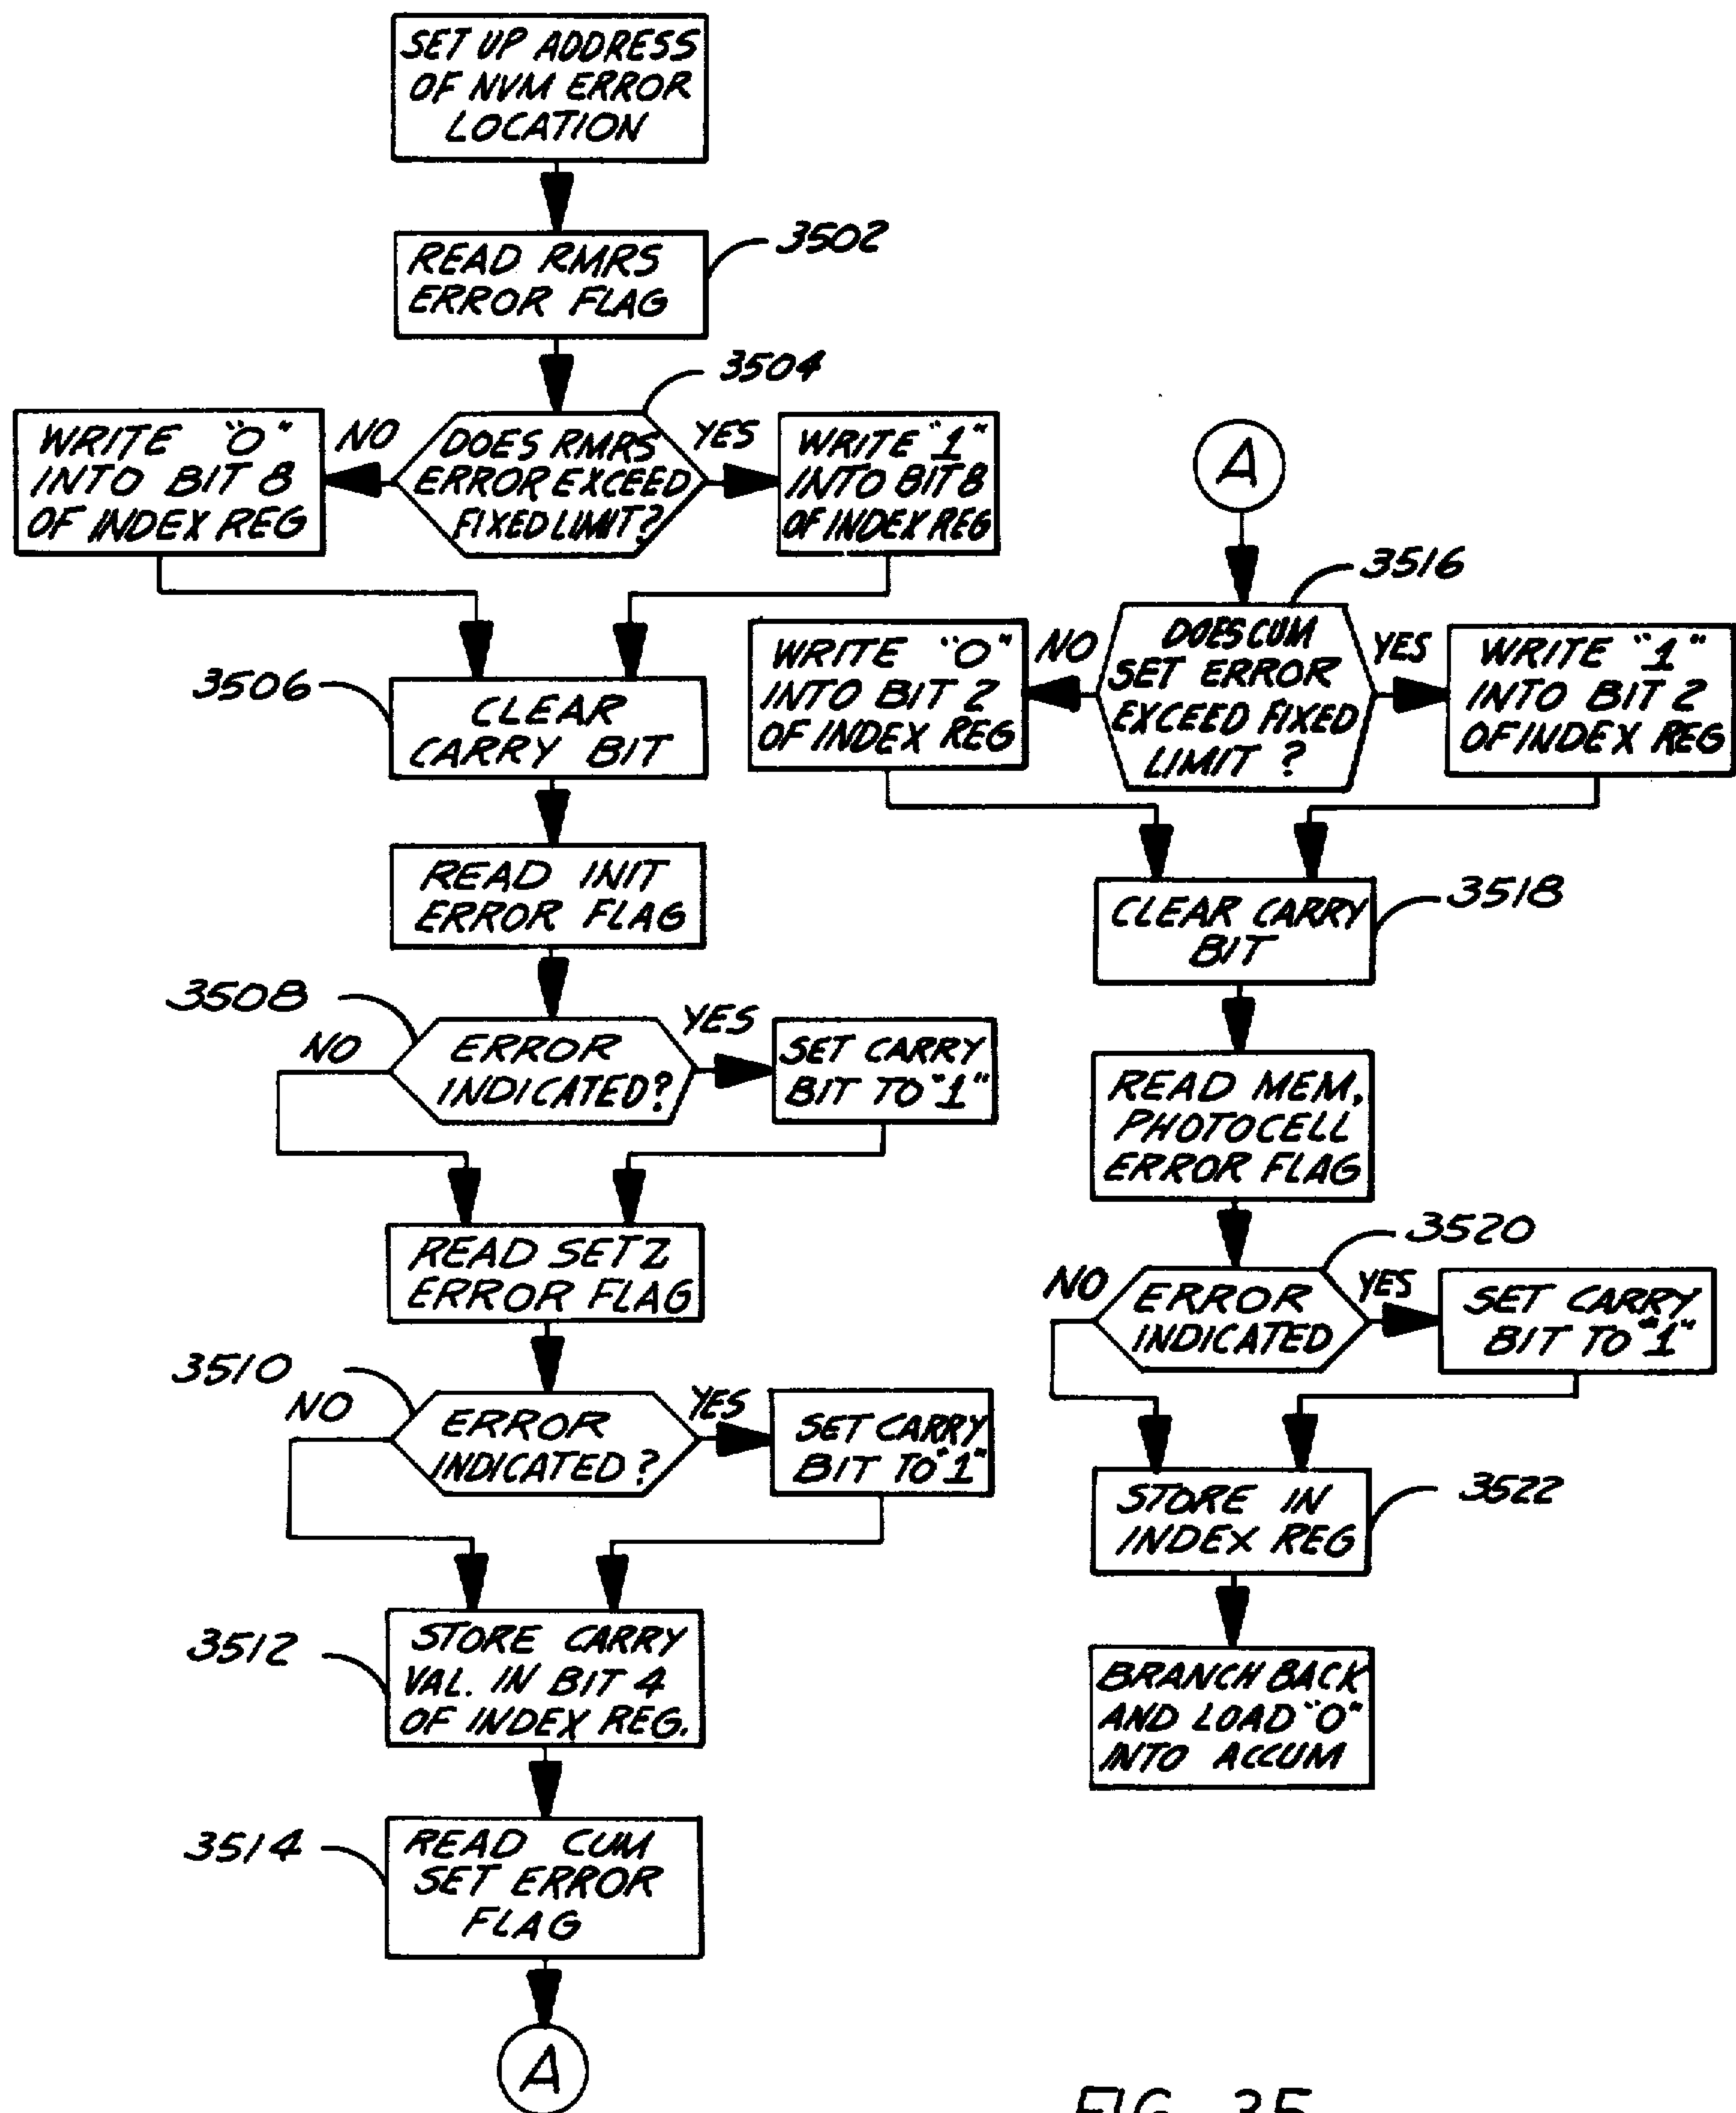 SET UP ADDRESS
OF NVM ERROR
LOCATION
READ RMRS
ERROR FLAG
3502
3504
WRITE "0"
INTO BIT 8
OF INDEX REG
NO
DOES RMRS
ERROR EXCEED
FIXED LIMIT?
YES
WRITE "1"
INTO BIT 8
OF INDEX REG
3506
CLEAR
CARRY BIT
READ INIT
ERROR FLAG
3508
NO
ERROR
INDICATED?
YES
SET CARRY
BIT TO "1"
READ SETZ
ERROR FLAG
3510
NO
ERROR
INDICATED?
YES
SET CARRY
BIT TO "1"
3512
STORE CARRY
VAL. IN BIT 4
OF INDEX REG.
3514
READ CUM
SET ERROR
FLAG
A
A
3516
WRITE "0"
INTO BIT 2
OF INDEX REG
NO
DOES CUM
SET ERROR
EXCEED FIXED
LIMIT ?
YES
WRITE "1"
INTO BIT 2
OF INDEX REG
CLEAR CARRY
BIT
3518
READ MEM.
PHOTOCELL
ERROR FLAG
3520
NO
ERROR
INDICATED
YES
SET CARRY
BIT TO "1"
STORE IN
INDEX REG
3522
BRANCH BACK
AND LOAD "0"
INTO ACCUM
FIG. 35